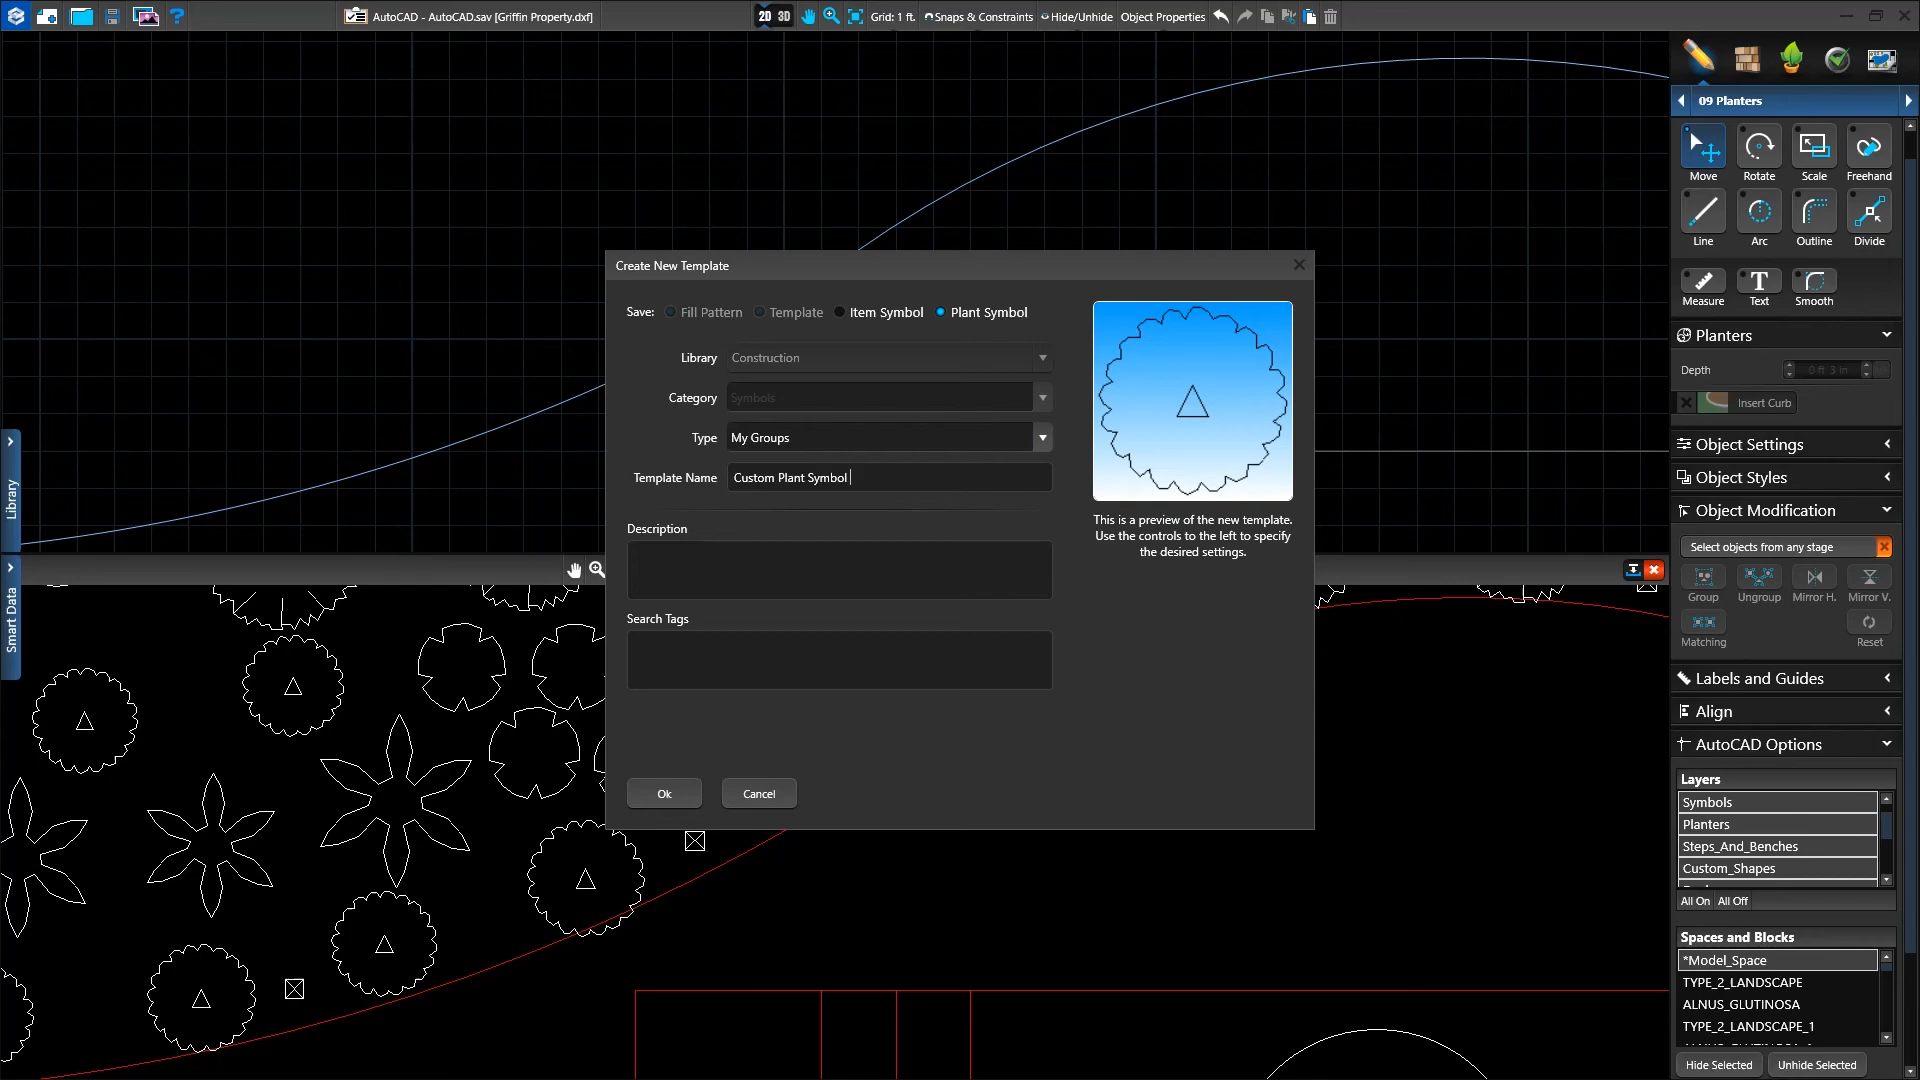 AutoCAD - AutoCAD.sav [Griffin Property.dxf]
2D 3D
Grid: 1 ft.
Snaps & Constraints
Hide/Unhide
Object Properties
09 Planters
Move
Rotate
Scale
Freehand
Line
Arc
Outline
Divide
Measure
Text
Smooth
Planters
Depth
0 ft 3 in
Insert Curb
Object Settings
Object Styles
Object Modification
Select objects from any stage
Group
Ungroup
Mirror H.
Mirror V.
Matching
Reset
Labels and Guides
Align
AutoCAD Options
Layers
Symbols
Planters
Steps_And_Benches
Custom_Shapes
All On
All Off
Spaces and Blocks
*Model_Space
TYPE_2_LANDSCAPE
ALNUS_GLUTINOSA
TYPE_2_LANDSCAPE_1
Hide Selected
Unhide Selected
Library
Smart Data
Create New Template
Save: Fill Pattern Template Item Symbol Plant Symbol
Library Construction
Category Symbols
Type My Groups
Template Name Custom Plant Symbol
Description
Search Tags
Ok
Cancel
This is a preview of the new template.
Use the controls to the left to specify
the desired settings.